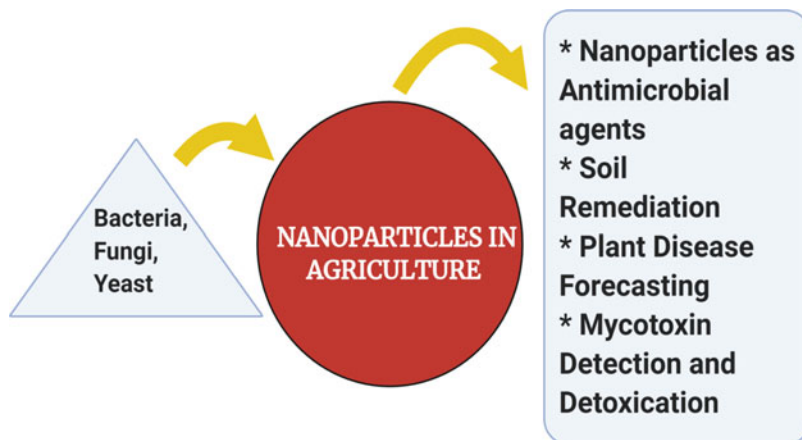 Bacteria,
Fungi,
Yeast
NANOPARTICLES IN
AGRICULTURE
* Nanoparticles as
Antimicrobial
agents
* Soil
Remediation
* Plant Disease
Forecasting
* Mycotoxin
Detection and
Detoxication